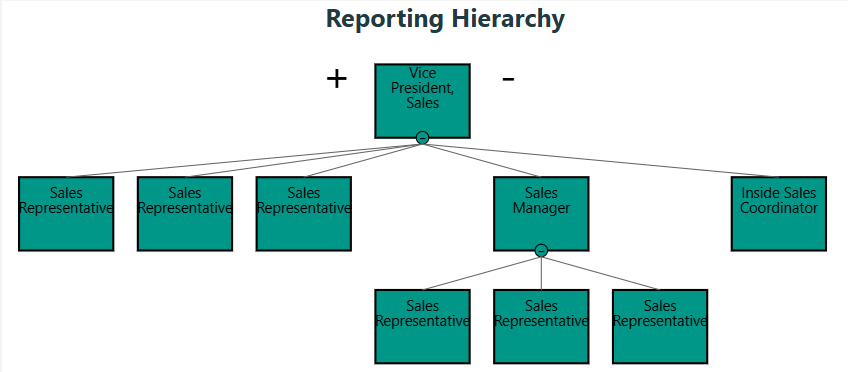 Reporting Hierarchy
+
Vice
President,
Sales
-
Sales
Representative
Sales
Representative
Sales
Representative
Sales
Manager
Inside Sales
Coordinator
Sales
Representative
Sales
Representative
Sales
Representative